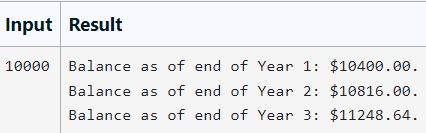 Input Result
10000 Balance as of end of Year 1: $10400.00.
Balance as of end of Year 2: $10816.00.
Balance as of end of Year 3: $11248.64.